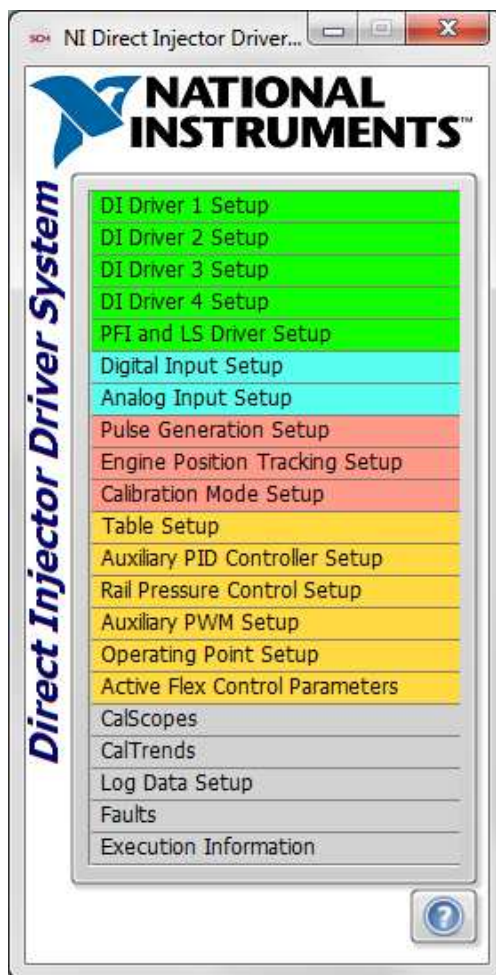 SCM NI Direct Injector Driver...
NATIONAL
INSTRUMENTS™
Direct Injector Driver System
DI Driver 1 Setup
DI Driver 2 Setup
DI Driver 3 Setup
DI Driver 4 Setup
PFI and LS Driver Setup
Digital Input Setup
Analog Input Setup
Pulse Generation Setup
Engine Position Tracking Setup
Calibration Mode Setup
Table Setup
Auxiliary PID Controller Setup
Rail Pressure Control Setup
Auxiliary PWM Setup
Operating Point Setup
Active Flex Control Parameters
CalScopes
CalTrends
Log Data Setup
Faults
Execution Information
?